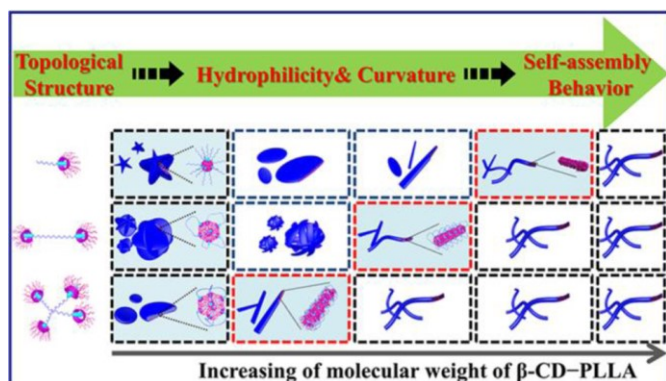 Topological
Structure
Hydrophilicity& Curvature
Self-assembly
Behavior
Increasing of molecular weight of β-CD−PLLA